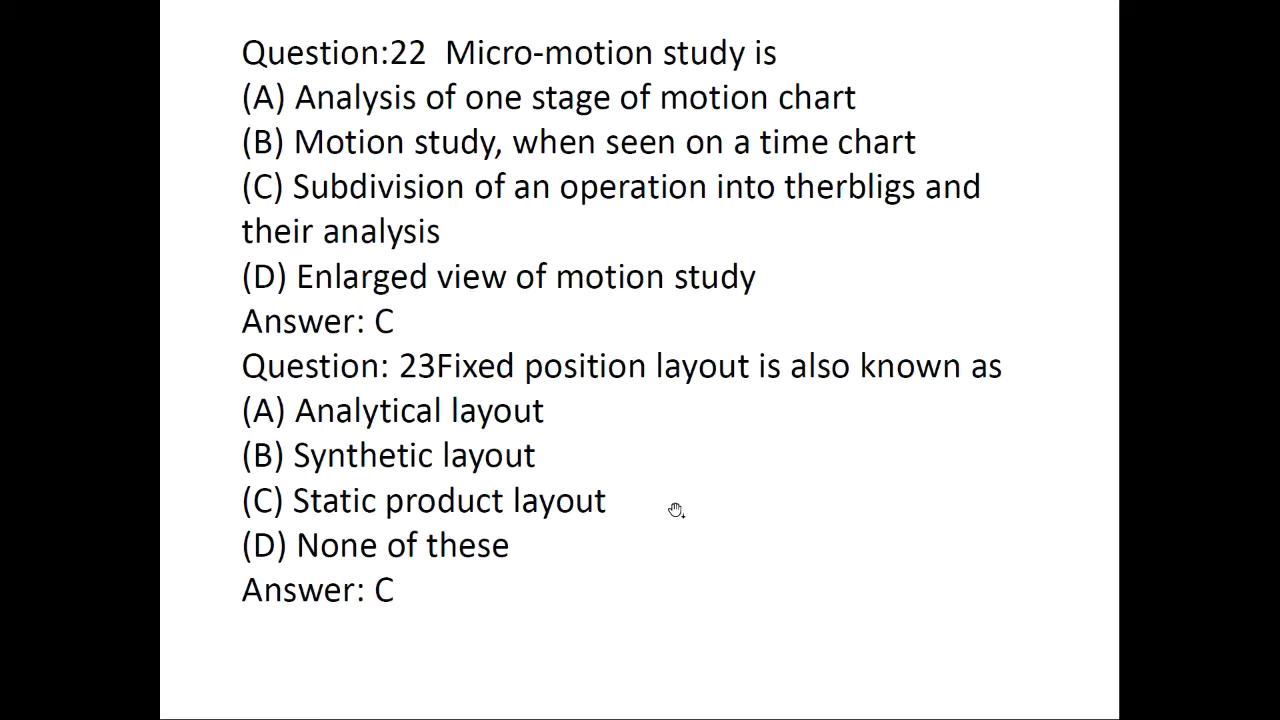 Question:22  Micro-motion study is
(A) Analysis of one stage of motion chart
(B) Motion study, when seen on a time chart
(C) Subdivision of an operation into therbligs and
their analysis
(D) Enlarged view of motion study
Answer: C
Question: 23Fixed position layout is also known as
(A) Analytical layout
(B) Synthetic layout
(C) Static product layout
(D) None of these
Answer: C